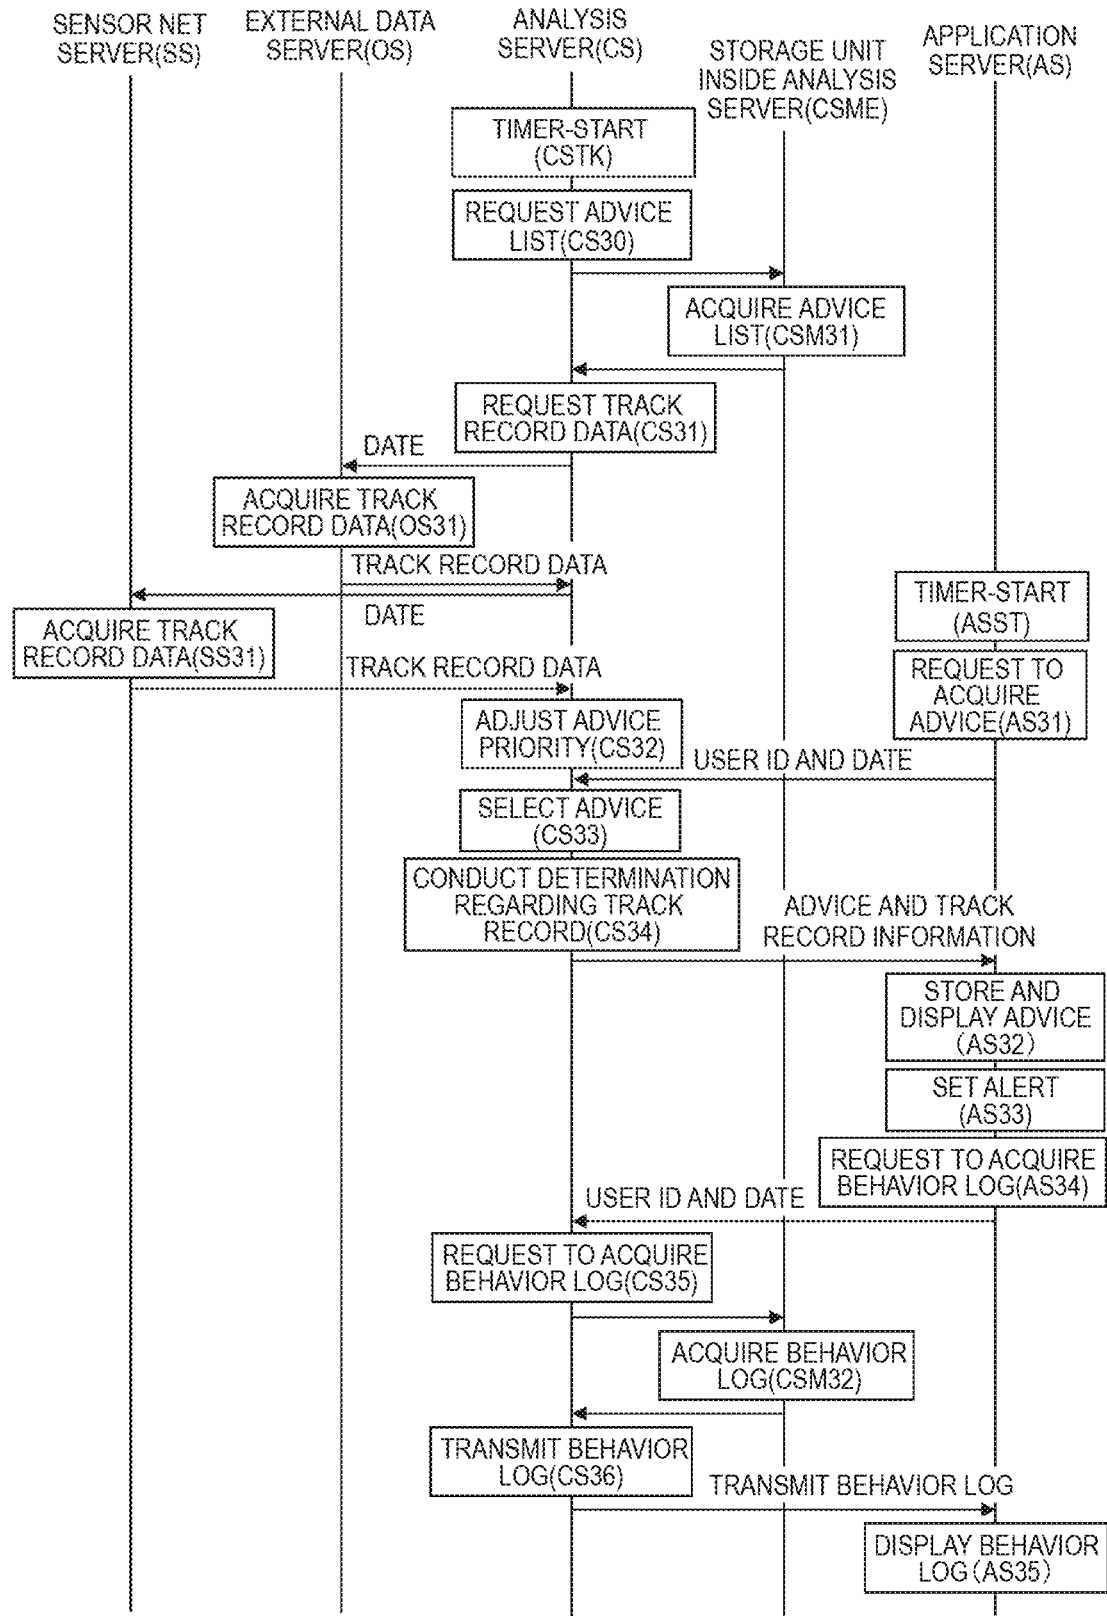 SENSOR NET
SERVER(SS)
EXTERNAL DATA
SERVER(OS)
ANALYSIS
SERVER(CS)
STORAGE UNIT
INSIDE ANALYSIS
SERVER(CSME)
APPLICATION
SERVER(AS)
TIMER-START
(CSTK)
REQUEST ADVICE
LIST(CS30)
ACQUIRE ADVICE
LIST(CSM31)
REQUEST TRACK
RECORD DATA(CS31)
DATE
ACQUIRE TRACK
RECORD DATA(OS31)
TRACK RECORD DATA
DATE
TIMER-START
(ASST)
ACQUIRE TRACK
RECORD DATA(SS31)
TRACK RECORD DATA
REQUEST TO
ACQUIRE
ADVICE(AS31)
ADJUST ADVICE
PRIORITY(CS32)
USER ID AND DATE
SELECT ADVICE
(CS33)
CONDUCT DETERMINATION
REGARDING TRACK
RECORD(CS34)
ADVICE AND TRACK
RECORD INFORMATION
STORE AND
DISPLAY ADVICE
(AS32)
SET ALERT
(AS33)
REQUEST TO ACQUIRE
BEHAVIOR LOG(AS34)
USER ID AND DATE
REQUEST TO ACQUIRE
BEHAVIOR LOG(CS35)
ACQUIRE BEHAVIOR
LOG(CSM32)
TRANSMIT BEHAVIOR
LOG(CS36)
TRANSMIT BEHAVIOR LOG
DISPLAY BEHAVIOR
LOG(AS35)